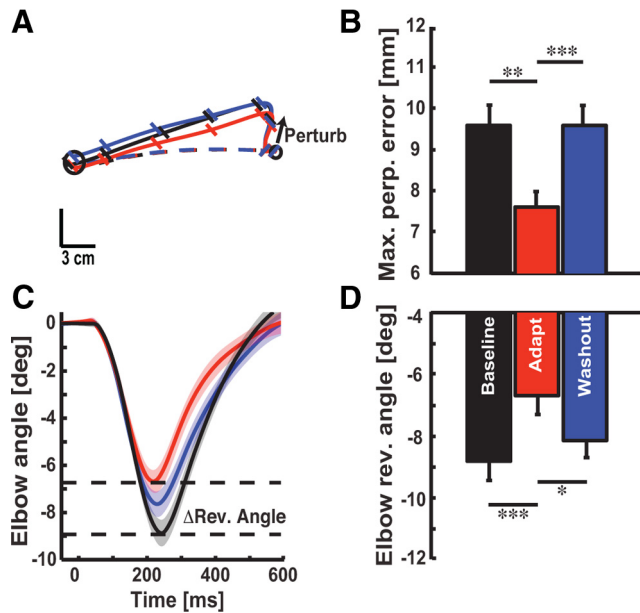 A
Perturb
3 cm
B
Max. perp. error [mm]
12
11
10
9
8
7
6
**
***
C
Elbow angle [deg]
0
-2
-4
-6
-8
-10
ΔRev. Angle
0
200
400
600
Time [ms]
D
Elbow rev. angle [deg]
-4
-6
-8
-10
-12
Baseline
Adapt
Washout
***
*